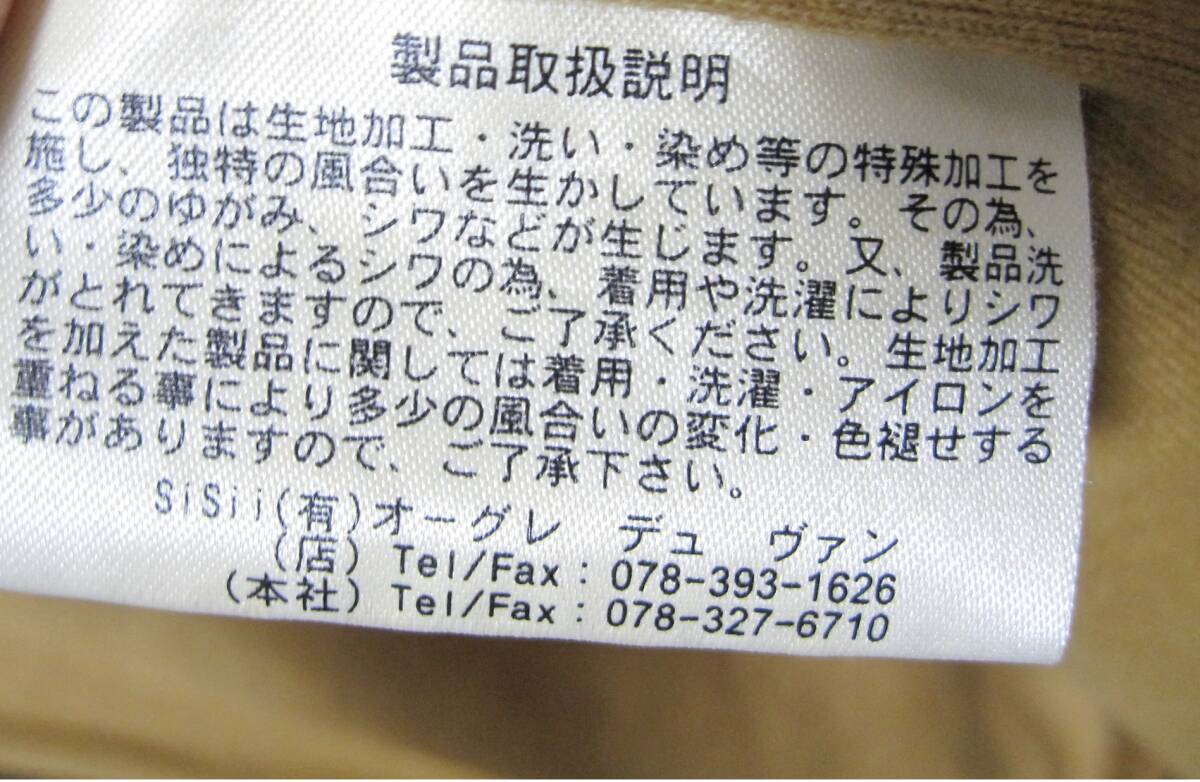 製品取扱説明
この製品は生地加工・洗い・染め等の特殊加工を
施し、独特の風合いを生かしています。その為、
多少のゆがみ、シワなどが生じます。又、製品洗
い・染めによるシワの為、着用や洗濯によりシワ
がとれてきますので、ご了承ください。生地加工
を加えた製品に関しては着用・洗濯・アイロンを
重ねる事により多少の風合いの変化・色褪せする
事がありますので、ご了承下さい。
SiSii(有)オーグレ デュ ヴァン
(店) Tel/Fax : 078-393-1626
(本社) Tel/Fax : 078-327-6710